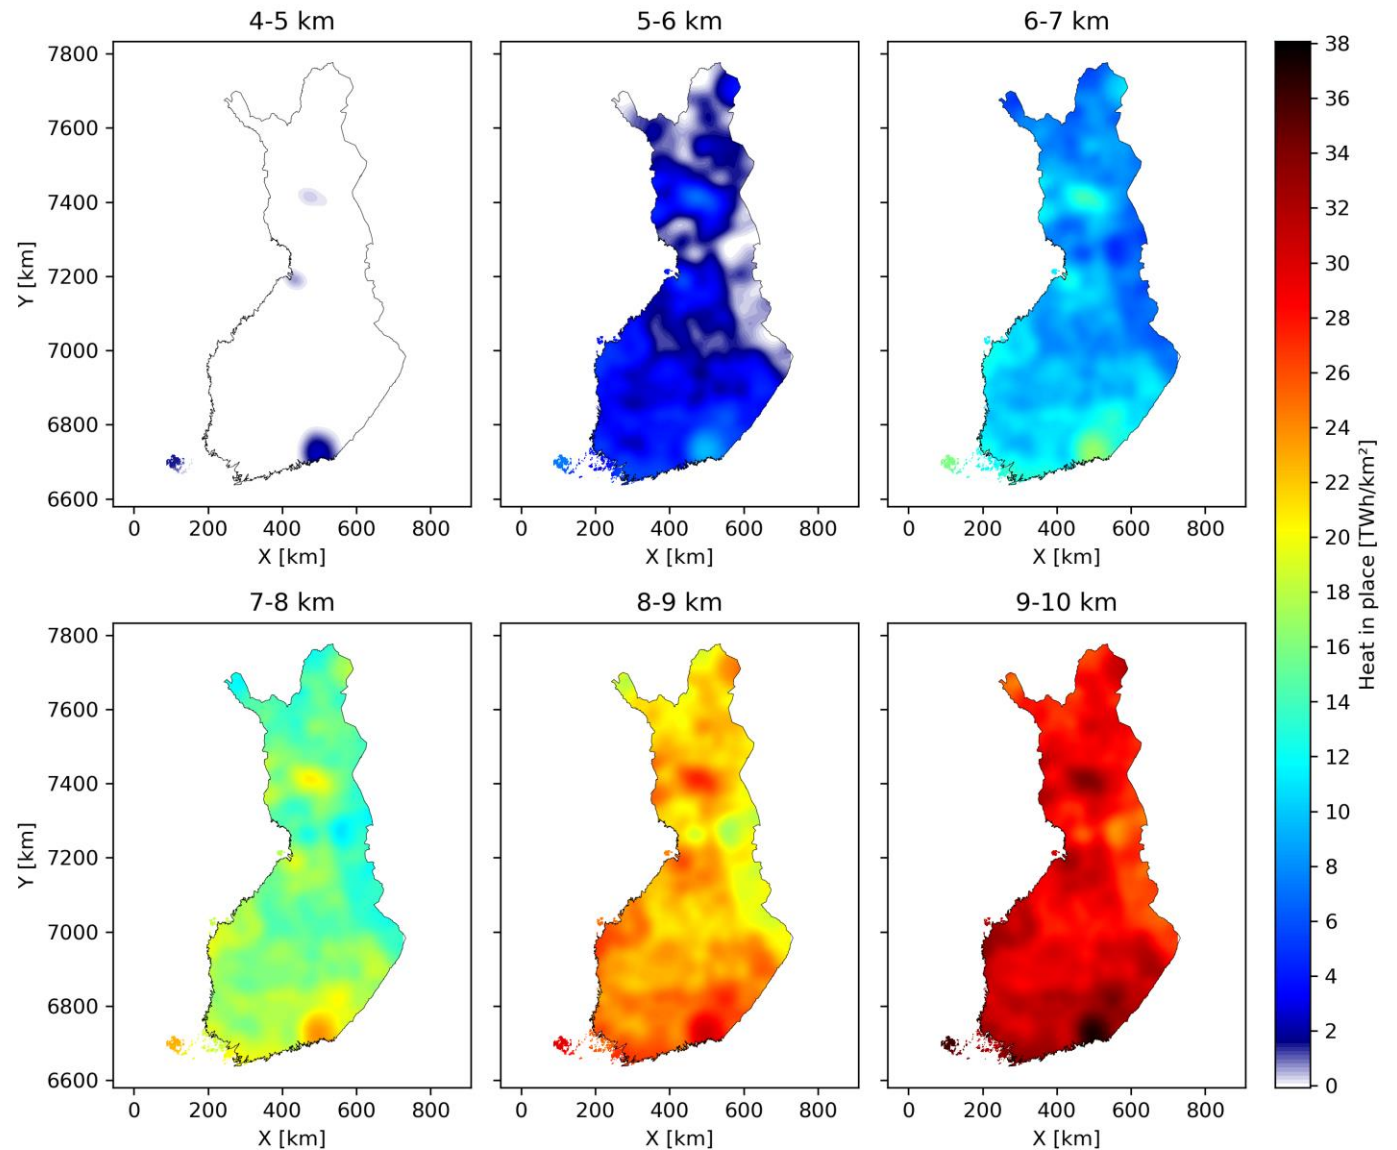 4-5 km
5-6 km
6-7 km
7800
7600
7400
7200
7000
6800
6600
Y [km]
0 200 400 600 800
X [km]
0 200 400 600 800
X [km]
0 200 400 600 800
X [km]
7-8 km
8-9 km
9-10 km
7800
7600
7400
7200
7000
6800
6600
Y [km]
0 200 400 600 800
X [km]
0 200 400 600 800
X [km]
0 200 400 600 800
X [km]
38
36
34
32
30
28
26
24
22
20
18
16
14
12
10
8
6
4
2
0
Heat in place [TWh/km²]